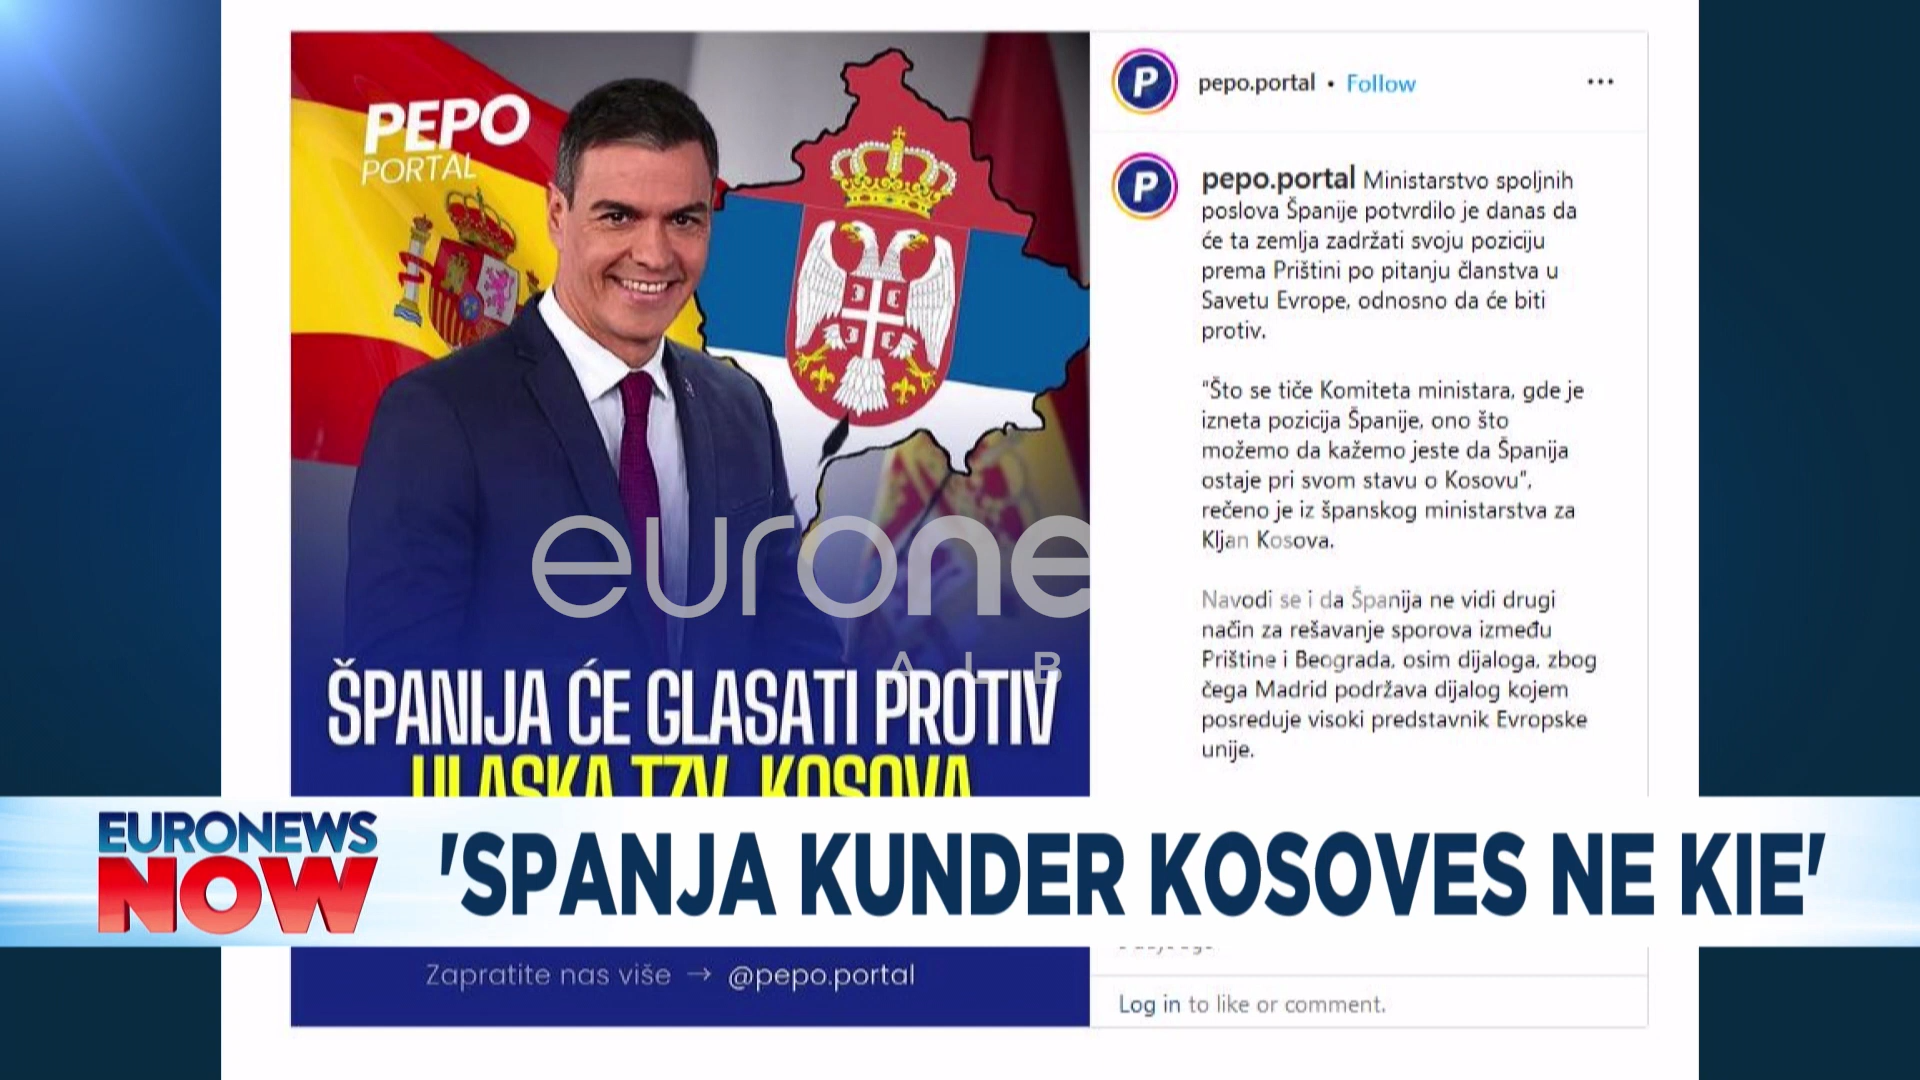 PEPO
PORTAL
ŠPANIJA ĆE GLASATI PROTIV
ULASKA TZV. KOSOVA
Zapratite nas više → @pepo.portal
pepo.portal • Follow
pepo.portal Ministarstvo spoljnih
poslova Španije potvrdilo je danas da
će ta zemlja zadržati svoju poziciju
prema Prištini po pitanju članstva u
Savetu Evrope, odnosno da će biti
protiv.
"Što se tiče Komiteta ministara, gde je
izneta pozicija Španije, ono što
možemo da kažemo jeste da Španija
ostaje pri svom stavu o Kosovu",
rečeno je iz španskog ministarstva za
Kljan Kosova.
Navodi se i da Španija ne vidi drugi
način za rešavanje sporova između
Prištine i Beograda, osim dijaloga, zbog
čega Madrid podržava dijalog kojem
posreduje visoki predstavnik Evropske
unije.
Log in to like or comment.
eurone
ALB
EURONEWS
NOW
'SPANJA KUNDER KOSOVES NE KIE'